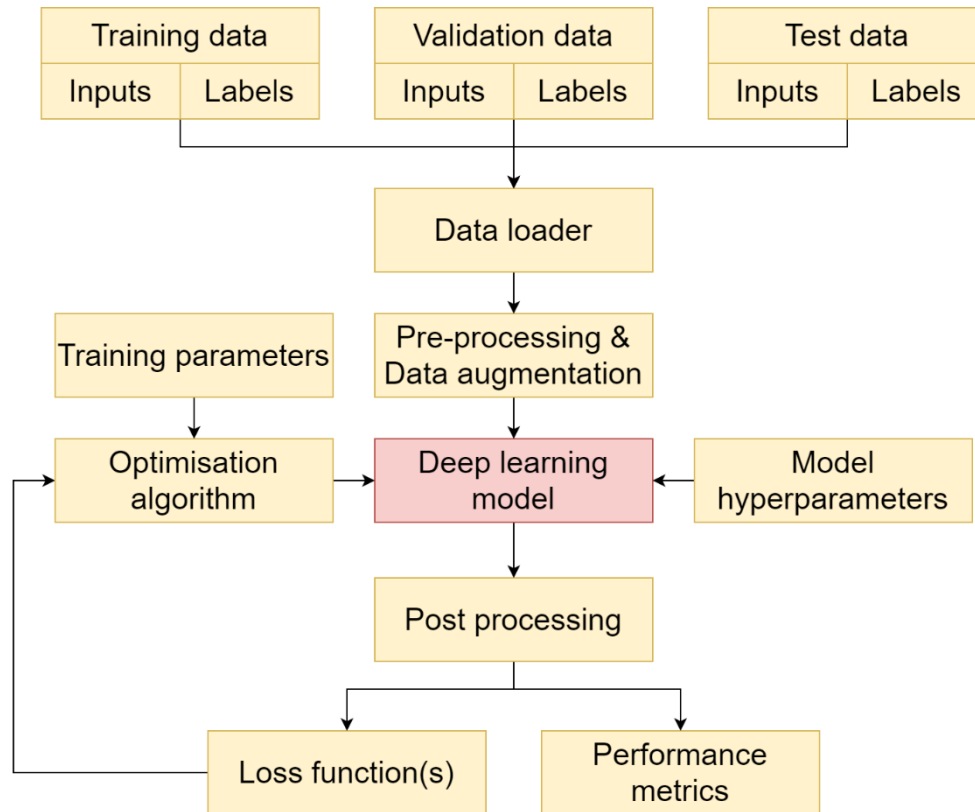 Training data
Validation data
Test data
Inputs
Labels
Inputs
Labels
Inputs
Labels
Data loader
Pre-processing &
Data augmentation
Training parameters
Optimisation
algorithm
Deep learning
model
Model
hyperparameters
Post processing
Loss function(s)
Performance
metrics